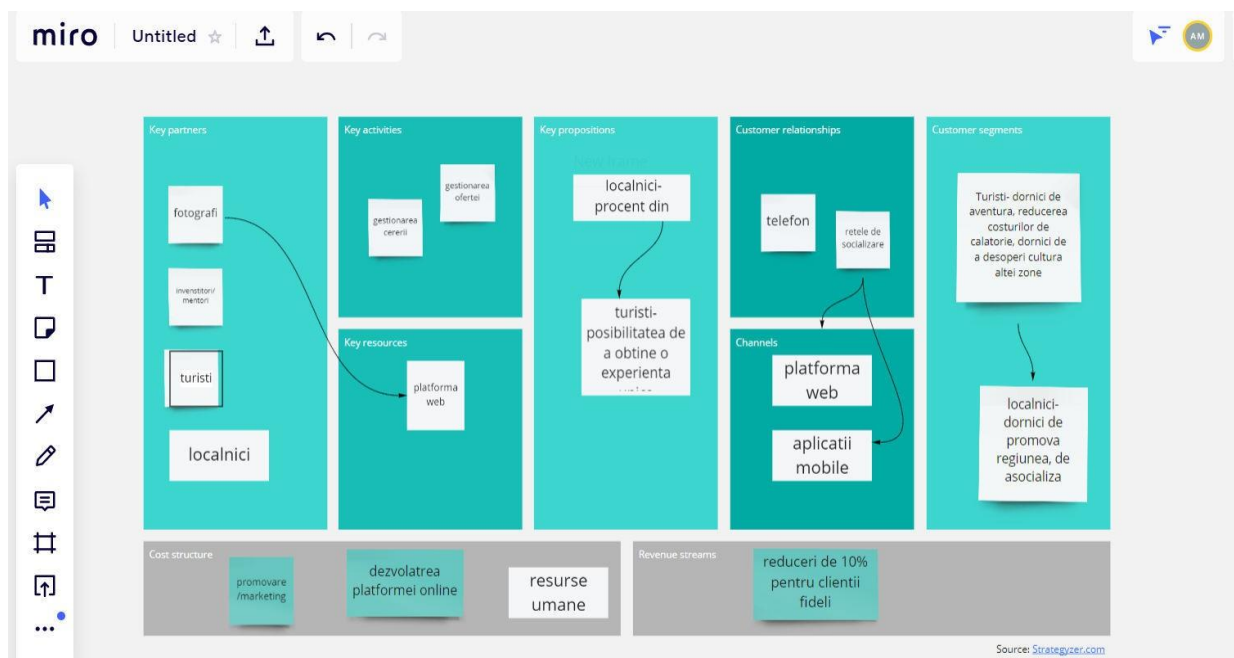 miro
Untitled
AM
Key partners
fotografi
invenstitori/
mentori
turisti
localnici
Key activities
gestionarea
ofertei
gestionarea
cererii
Key resources
platforma
web
Key propositions
localnici-
procent din
turisti-
posibilitatea de
a obtine o
experienta
Customer relationships
telefon
retele de
socializare
Channels
platforma
web
aplicatii
mobile
Customer segments
Turisti- dornici de
aventura, reducerea
costurilor de
calatorie, dornici de
a desoperi cultura
altei zone
localnici-
dornici de
promova
regiunea, de
asocializa
Cost structure
promovare
/marketing
dezvolatrea
platformei online
resurse
umane
Revenue streams
reduceri de 10%
pentru clientii
fideli
Source: Strategyzer.com